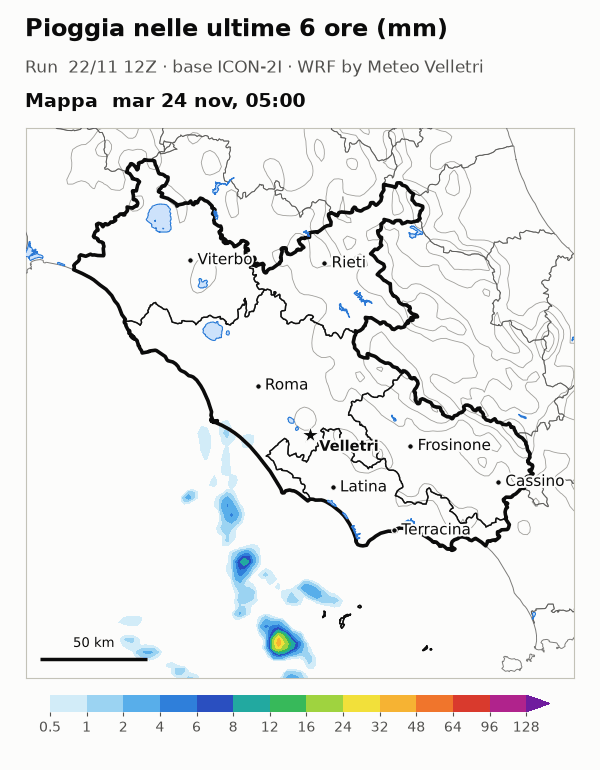 Pioggia nelle ultime 6 ore (mm)
Run  22/11 12Z · base ICON-2I · WRF by Meteo Velletri
Mappa  mar 24 nov, 05:00
Viterbo
Rieti
Roma
Velletri
Frosinone
Latina
Cassino
Terracina
50 km
0.5 1 2 4 6 8 12 16 24 32 48 64 96 128